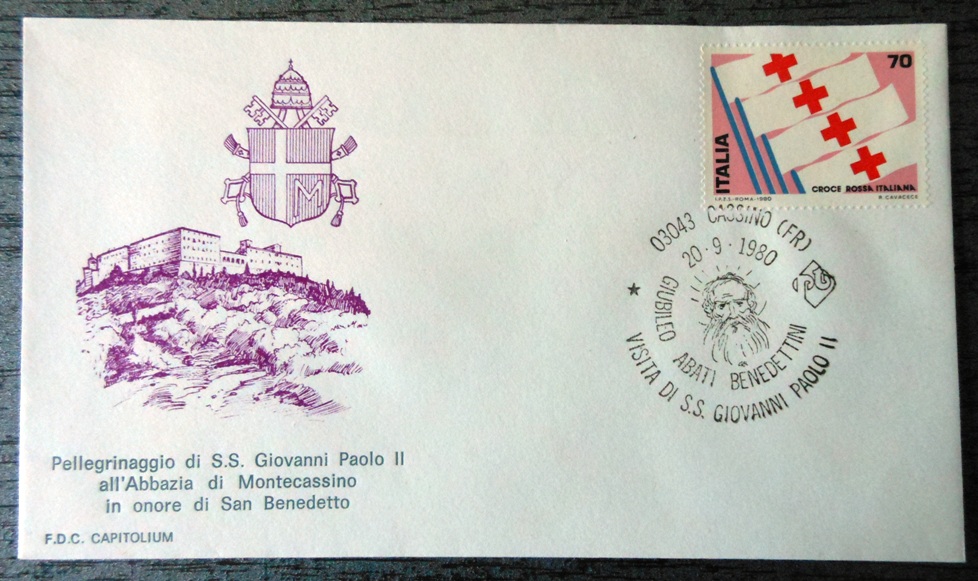 70
ITALIA
CROCE ROSSA ITALIANA
I.P.Z.S.-ROMA-1980
R. CAVACECE
M
03043 CASSINO (FR)
20·9·1980
GIUBILEO ABATI BENEDETTINI
VISITA DI S.S. GIOVANNI PAOLO II
Pellegrinaggio di S.S. Giovanni Paolo II
all'Abbazia di Montecassino
in onore di San Benedetto
F.D.C. CAPITOLIUM